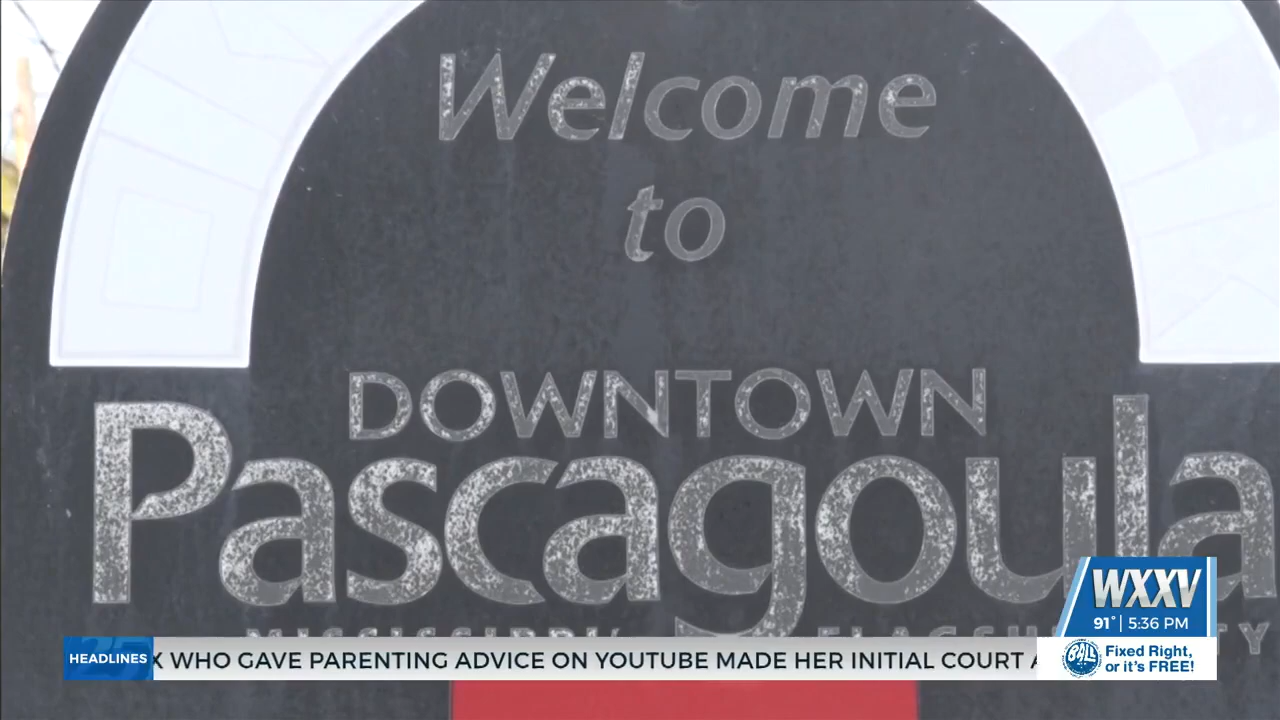 Welcome
to
DOWNTOWN
Pascagoula
WXXV
91° | 5:36 PM
HEADLINES
X WHO GAVE PARENTING ADVICE ON YOUTUBE MADE HER INITIAL COURT A
BALL
Fixed Right,
or it's FREE!